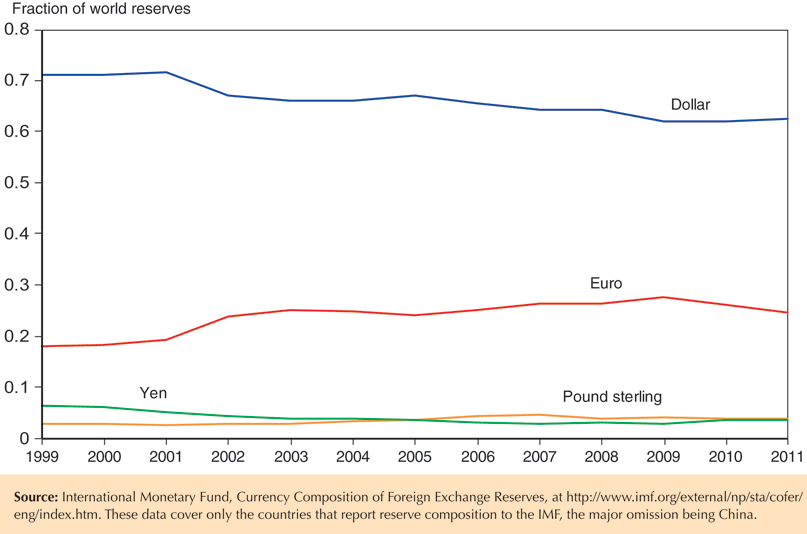 Fraction of world reserves
0.8
0.7
Dollar
0.6
0.5
0.4
0.3
Euro
0.2
0.1
Yen
Pound sterling
0
1999 2000 2001 2002 2003 2004 2005 2006 2007 2008 2009 2010 2011
Source: International Monetary Fund, Currency Composition of Foreign Exchange Reserves, at http://www.imf.org/external/np/sta/cofer/
eng/index.htm. These data cover only the countries that report reserve composition to the IMF, the major omission being China.